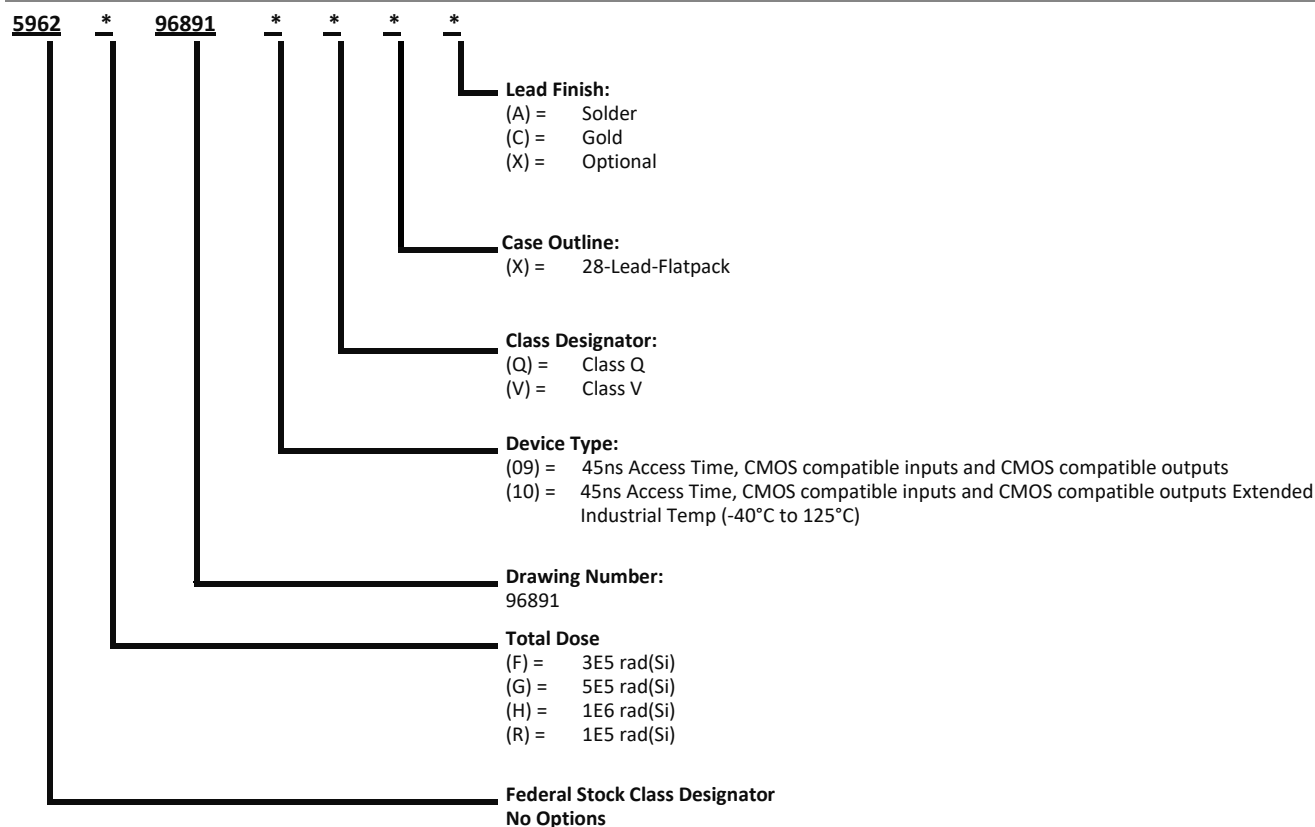 5962 * 96891 * * * *
Lead Finish:
(A) = Solder
(C) = Gold
(X) = Optional
Case Outline:
(X) = 28-Lead-Flatpack
Class Designator:
(Q) = Class Q
(V) = Class V
Device Type:
(09) = 45ns Access Time, CMOS compatible inputs and CMOS compatible outputs
(10) = 45ns Access Time, CMOS compatible inputs and CMOS compatible outputs Extended
Industrial Temp (-40°C to 125°C)
Drawing Number:
96891
Total Dose
(F) = 3E5 rad(Si)
(G) = 5E5 rad(Si)
(H) = 1E6 rad(Si)
(R) = 1E5 rad(Si)
Federal Stock Class Designator
No Options